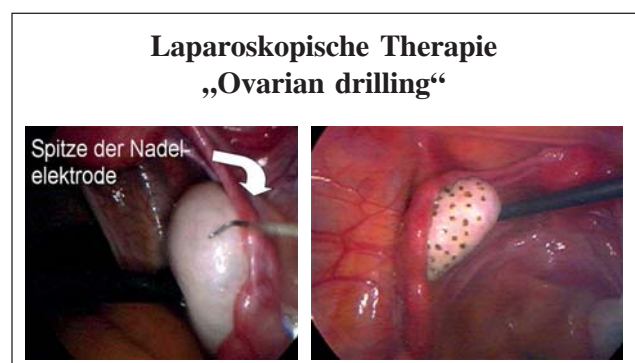 Laparoskopische Therapie
„Ovarian drilling“
Spitze der Nadel-
elektrode